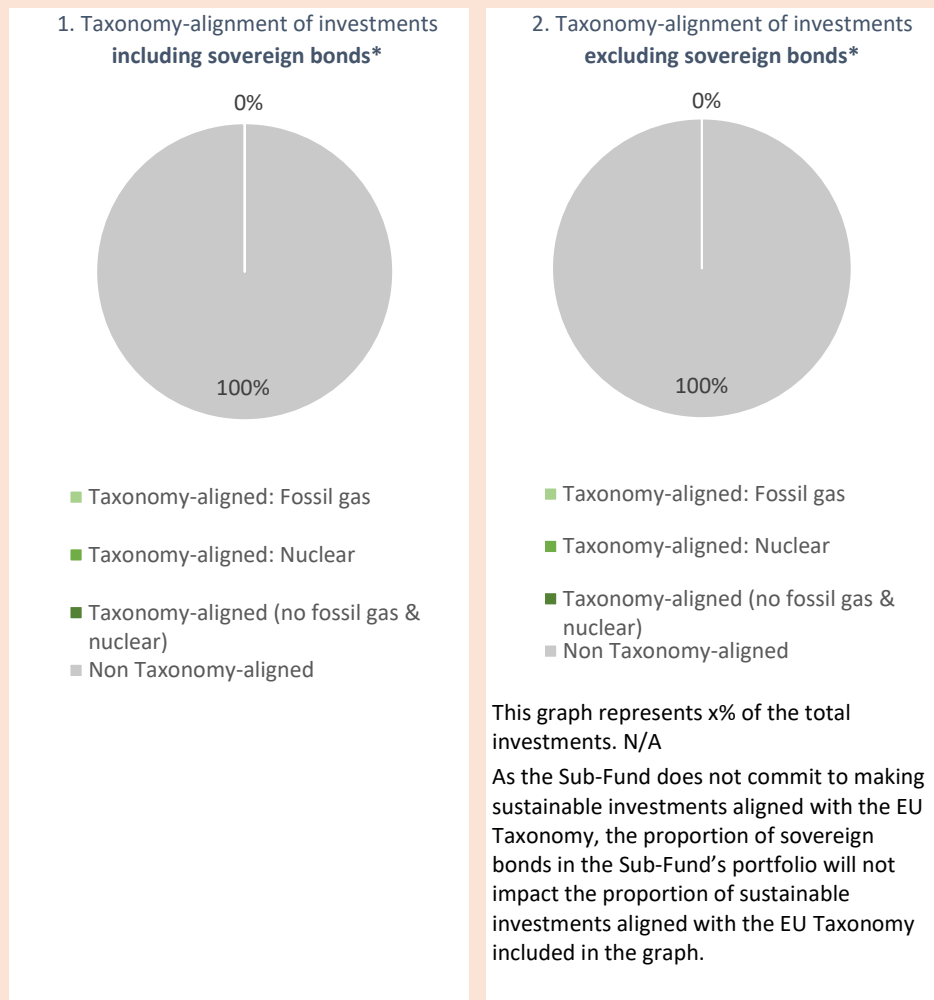 1. Taxonomy-alignment of investments
including sovereign bonds*
0%
100%
Taxonomy-aligned: Fossil gas
Taxonomy-aligned: Nuclear
Taxonomy-aligned (no fossil gas &
nuclear)
Non Taxonomy-aligned
2. Taxonomy-alignment of investments
excluding sovereign bonds*
0%
100%
Taxonomy-aligned: Fossil gas
Taxonomy-aligned: Nuclear
Taxonomy-aligned (no fossil gas &
nuclear)
Non Taxonomy-aligned
This graph represents x% of the total
investments. N/A
As the Sub-Fund does not commit to making
sustainable investments aligned with the EU
Taxonomy, the proportion of sovereign
bonds in the Sub-Fund's portfolio will not
impact the proportion of sustainable
investments aligned with the EU Taxonomy
included in the graph.